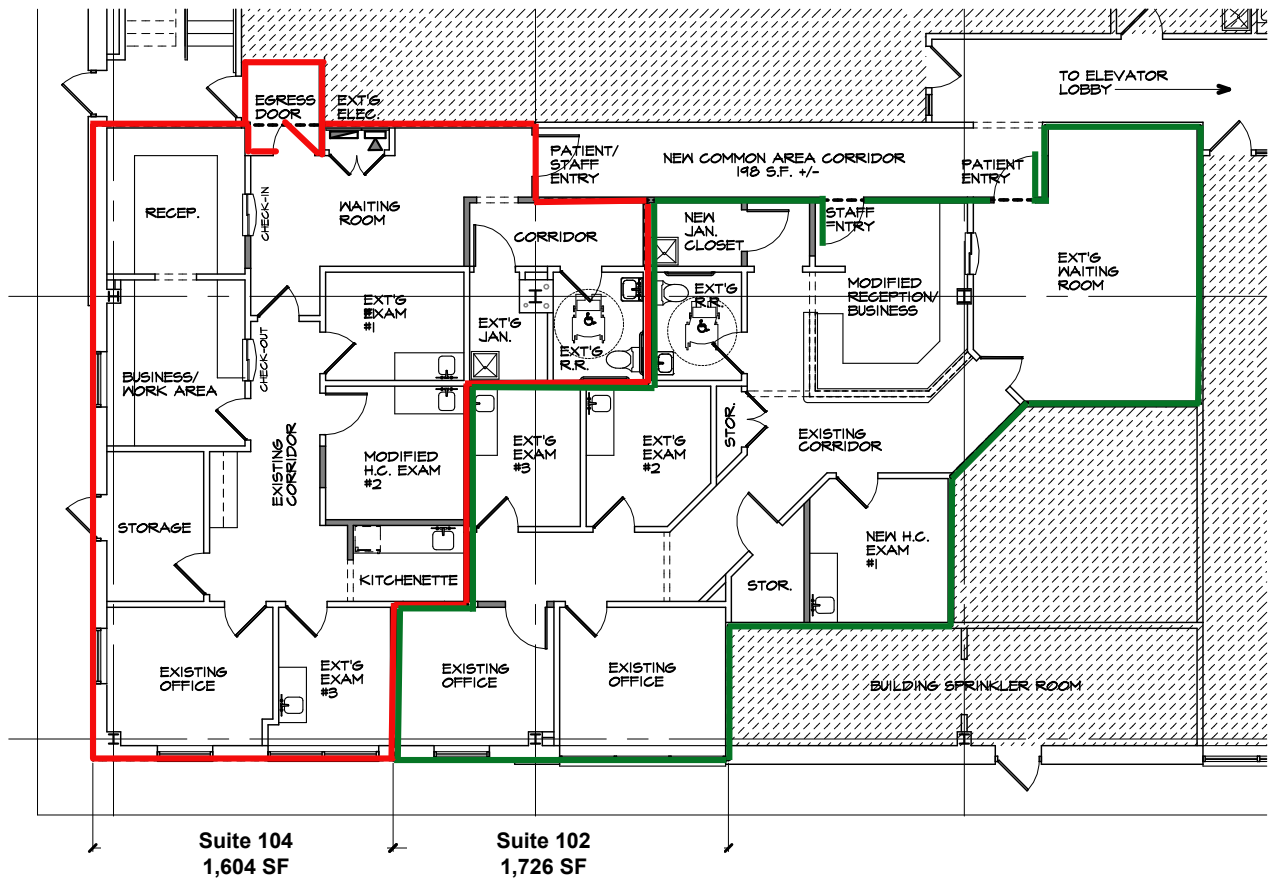 TO ELEVATOR
LOBBY
EGRESS
DOOR
EXT'G
ELEC.
PATIENT/
STAFF
ENTRY
NEW COMMON AREA CORRIDOR
198 S.F. +/-
PATIENT
ENTRY
RECEP.
CHECK-IN
WAITING
ROOM
CORRIDOR
NEW
JAN.
CLOSET
STAFF
ENTRY
EXT'G
WAITING
ROOM
MODIFIED
RECEPTION/
BUSINESS
EXT'G
EXAM
#1
EXT'G
JAN.
EXT'G
R.R.
EXT'G
R.R.
BUSINESS/
WORK AREA
CHECK-OUT
EXISTING
CORRIDOR
MODIFIED
H.C. EXAM
#2
EXT'G
EXAM
#3
EXT'G
EXAM
#2
STOR.
EXISTING
CORRIDOR
STORAGE
KITCHENETTE
NEW H.C.
EXAM
#1
STOR.
EXISTING
OFFICE
EXT'G
EXAM
#3
EXISTING
OFFICE
EXISTING
OFFICE
BUILDING SPRINKLER ROOM
Suite 104
1,604 SF
Suite 102
1,726 SF